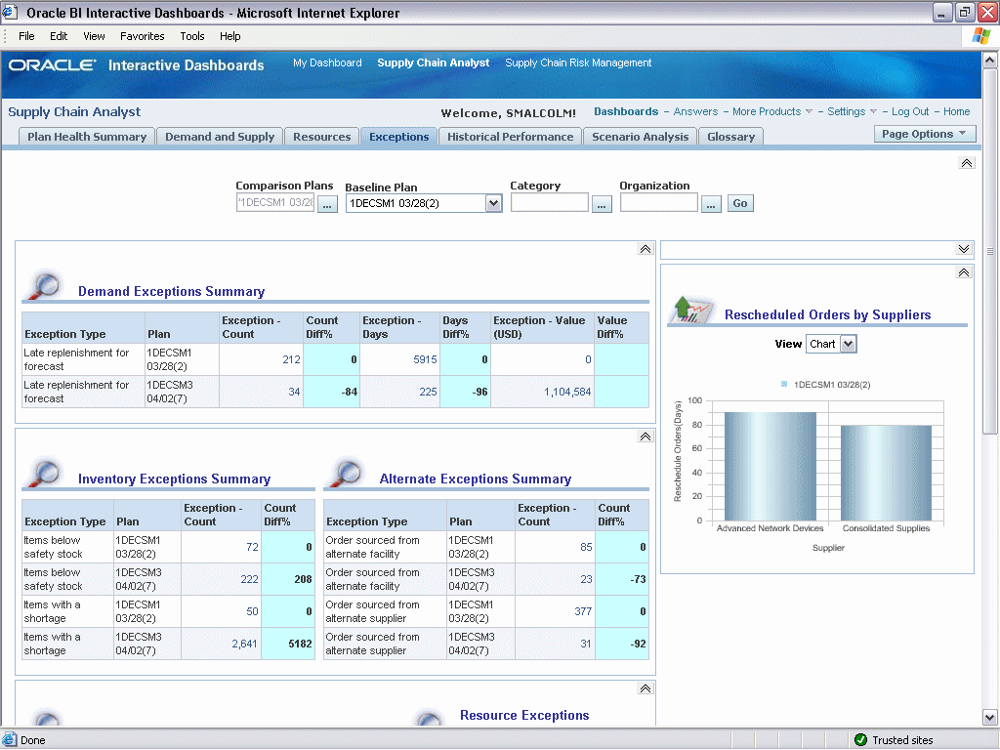 Oracle BI Interactive Dashboards - Microsoft Internet Explorer
File Edit View Favorites Tools Help
ORACLE Interactive Dashboards My Dashboard Supply Chain Analyst Supply Chain Risk Management
Supply Chain Analyst Welcome, SMALCOLM! Dashboards - Answers - More Products - Settings - Log Out - Home
Plan Health Summary Demand and Supply Resources Exceptions Historical Performance Scenario Analysis Glossary Page Options
Comparison Plans Baseline Plan Category Organization
'1DECSM1 03/28 ... 1DECSM1 03/28(2) ... ... Go
Demand Exceptions Summary
Exception Type Plan Exception - Count Count Diff% Exception - Days Days Diff% Exception - Value (USD) Value Diff%
Late replenishment for forecast 1DECSM1 03/28(2) 212 0 5915 0 0
Late replenishment for forecast 1DECSM3 04/02(7) 34 -84 225 -96 1,104,584
Inventory Exceptions Summary
Exception Type Plan Exception - Count Count Diff%
Items below safety stock 1DECSM1 03/28(2) 72 0
Items below safety stock 1DECSM3 04/02(7) 222 208
Items with a shortage 1DECSM1 03/28(2) 50 0
Items with a shortage 1DECSM3 04/02(7) 2,641 5182
Alternate Exceptions Summary
Exception Type Plan Exception - Count Count Diff%
Order sourced from alternate facility 1DECSM1 03/28(2) 85 0
Order sourced from alternate facility 1DECSM3 04/02(7) 23 -73
Order sourced from alternate supplier 1DECSM1 03/28(2) 377 0
Order sourced from alternate supplier 1DECSM3 04/02(7) 31 -92
Resource Exceptions
Rescheduled Orders by Suppliers
View Chart
1DECSM1 03/28(2)
Reschedule Orders(Days)
100
80
60
40
20
0
Advanced Network Devices Consolidated Supplies
Supplier
Done Trusted sites